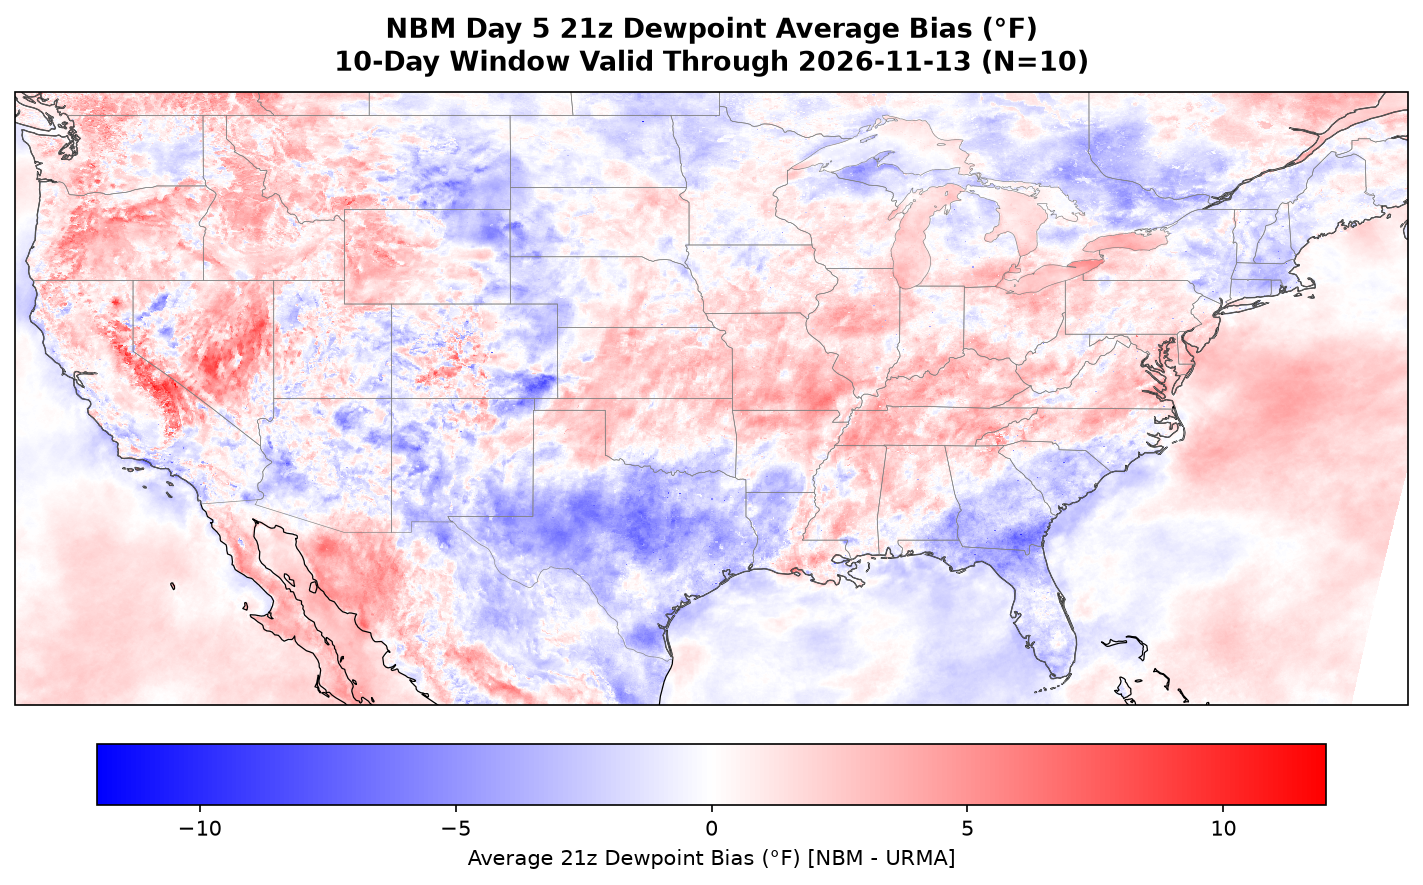 NBM Day 5 21z Dewpoint Average Bias (°F)
10-Day Window Valid Through 2026-11-13 (N=10)
−10 −5 0 5 10
Average 21z Dewpoint Bias (°F) [NBM - URMA]